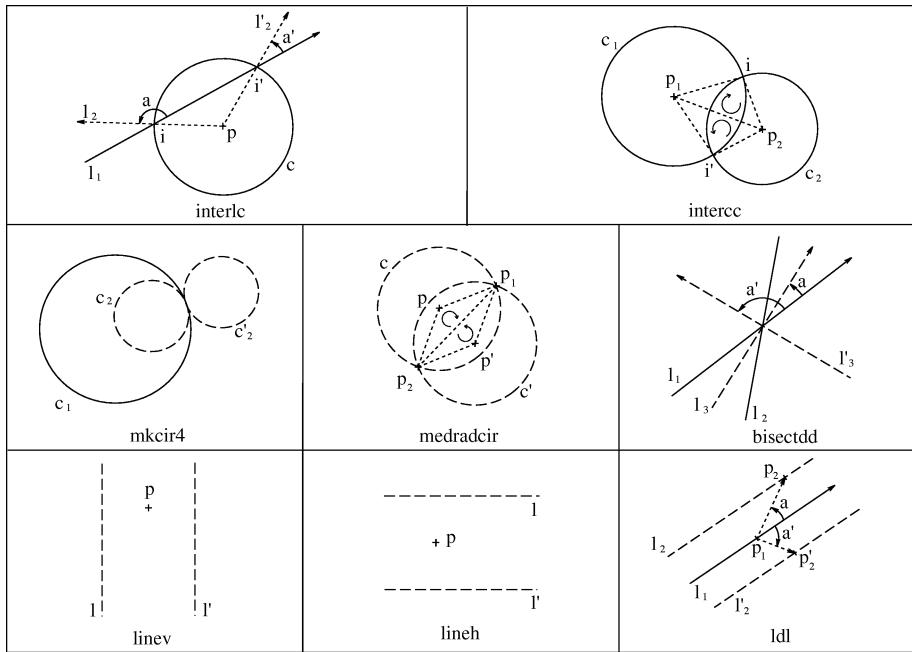 l'2
a'
i'
a
l2
i
p
l1
c
interlc
c1
i
p1
p2
i'
c2
intercc
c2
c'2
c1
mkcir4
c
p1
p
p'
p2
c'
medradcir
a'
a
l1
l'3
l3
l2
bisectdd
p
l
l'
linev
l
p
l'
lineh
p2
a
a'
l2
p1
p'2
l1
l'2
ldl